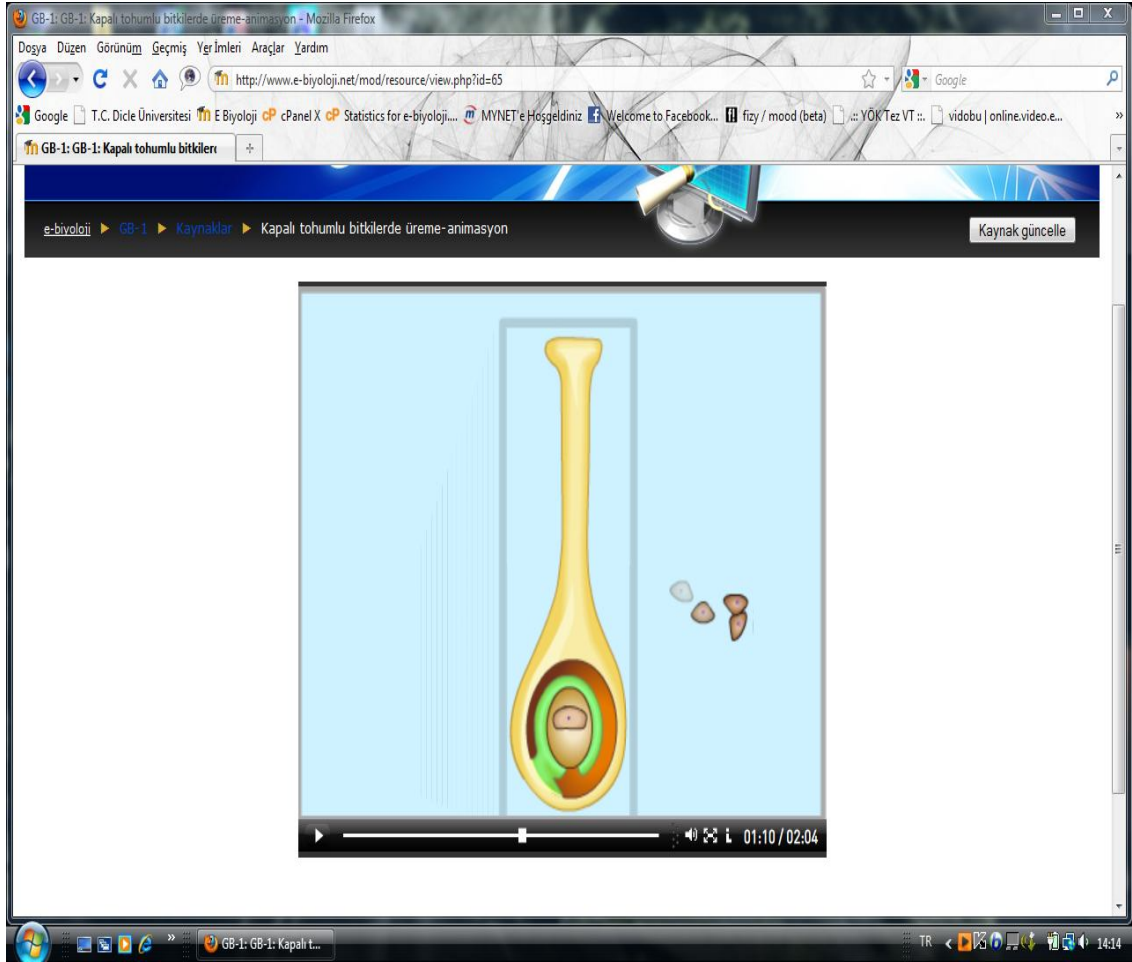 GB-1: GB-1: Kapalı tohumlu bitkilerde üreme-animasyon - Mozilla Firefox
Dosya Düzen Görünüm Geçmiş Yer İmleri Araçlar Yardım
http://www.e-biyoloji.net/mod/resource/view.php?id=65 Google
Google T.C. Dicle Üniversitesi E Biyoloji cPanel X Statistics for e-biyoloji.... MYNET'e Hoşgeldiniz Welcome to Facebook... fizy / mood (beta) .:: YÖK Tez VT ::. vidobu | online.video.e... »
GB-1: GB-1: Kapalı tohumlu bitkiler
e-biyoloji ► GB-1 ► Kaynaklar ► Kapalı tohumlu bitkilerde üreme-animasyon Kaynak güncelle
01:10 / 02:04
GB-1: GB-1: Kapalı t... TR 14:14